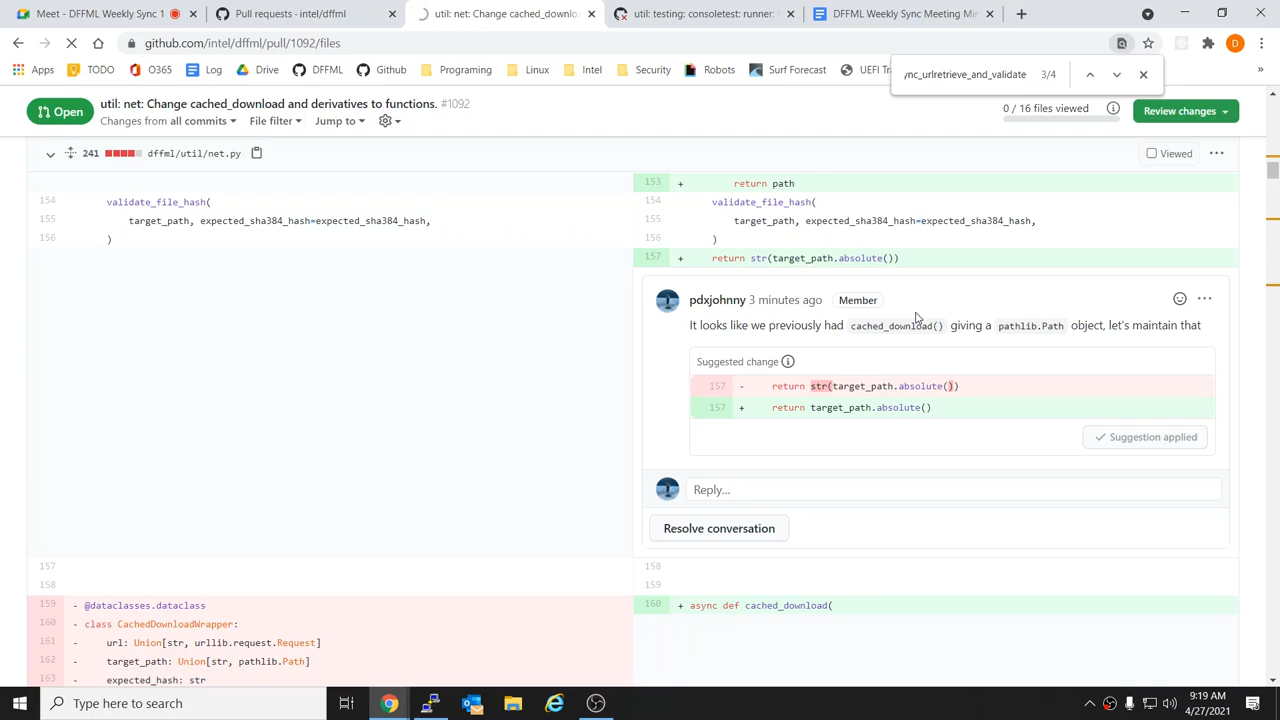 Meet - DFFML Weekly Sync 1
Pull requests - intel/dffml
util: net: Change cached_downlo
util: testing: consoletest: runner: I
DFFML Weekly Sync Meeting Mi
github.com/intel/dffml/pull/1092/files
D
Apps TODO O365 Log Drive DFFML Github Programing Linux Intel Security Robots Surf Forecast UEFI T
ync_urlretrieve_and_validate 3/4
Open
util: net: Change cached_download and derivatives to functions. #1092
Changes from all commits File filter Jump to
0 / 16 files viewed
Review changes
241 dffml/util/net.py
Viewed
153 + return path
154 validate_file_hash( 154 validate_file_hash(
155 target_path, expected_sha384_hash=expected_sha384_hash, 155 target_path, expected_sha384_hash=expected_sha384_hash,
156 ) 156 )
157 + return str(target_path.absolute())
pdxjohnny 3 minutes ago Member
It looks like we previously had cached_download() giving a pathlib.Path object, let's maintain that
Suggested change
157 - return str(target_path.absolute())
157 + return target_path.absolute()
Suggestion applied
Reply...
Resolve conversation
157 158
158 159
159 - @dataclasses.dataclass 160 + async def cached_download(
160 - class CachedDownloadWrapper:
161 - url: Union[str, urllib.request.Request]
162 - target_path: Union[str, pathlib.Path]
163 - expected_hash: str
Type here to search
9:19 AM
4/27/2021